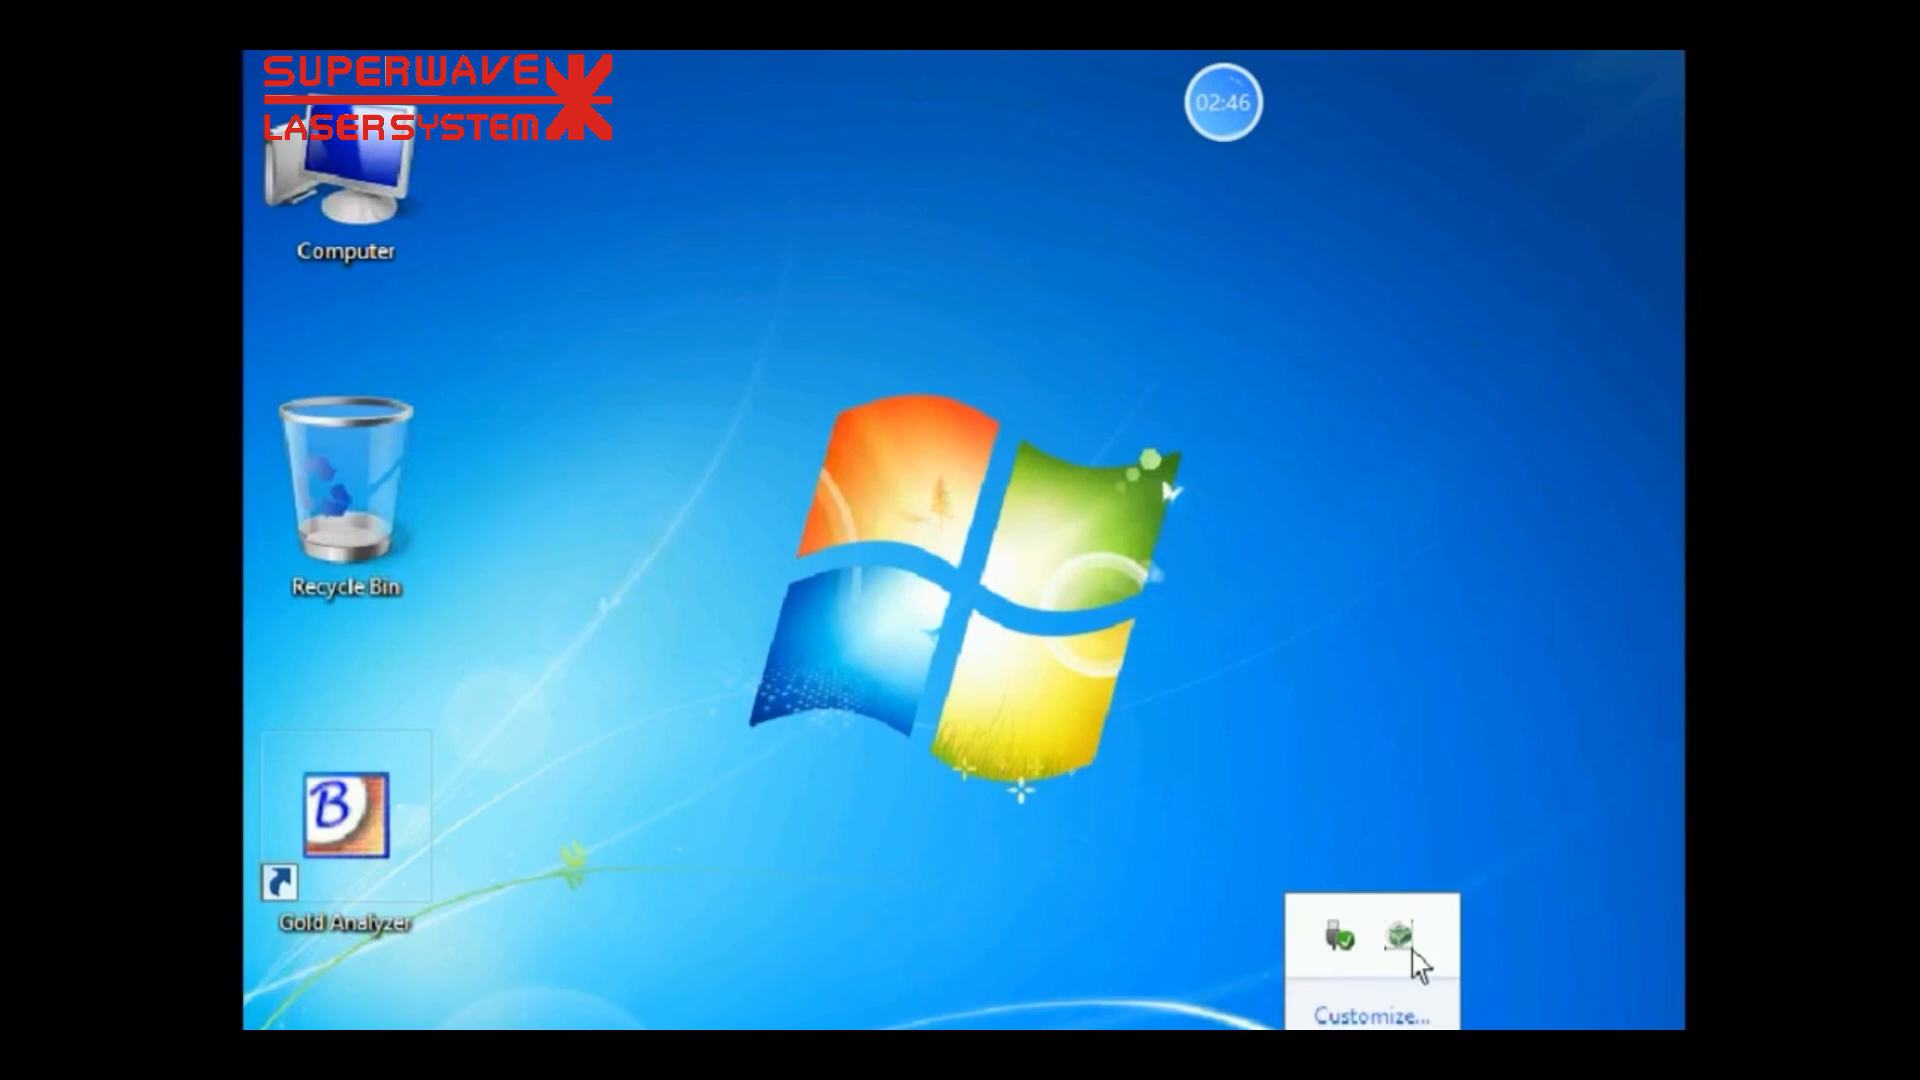 SUPERWAVE
LASERSYSTEM
02:46
Computer
Recycle Bin
B
Gold Analyzer
Customize...